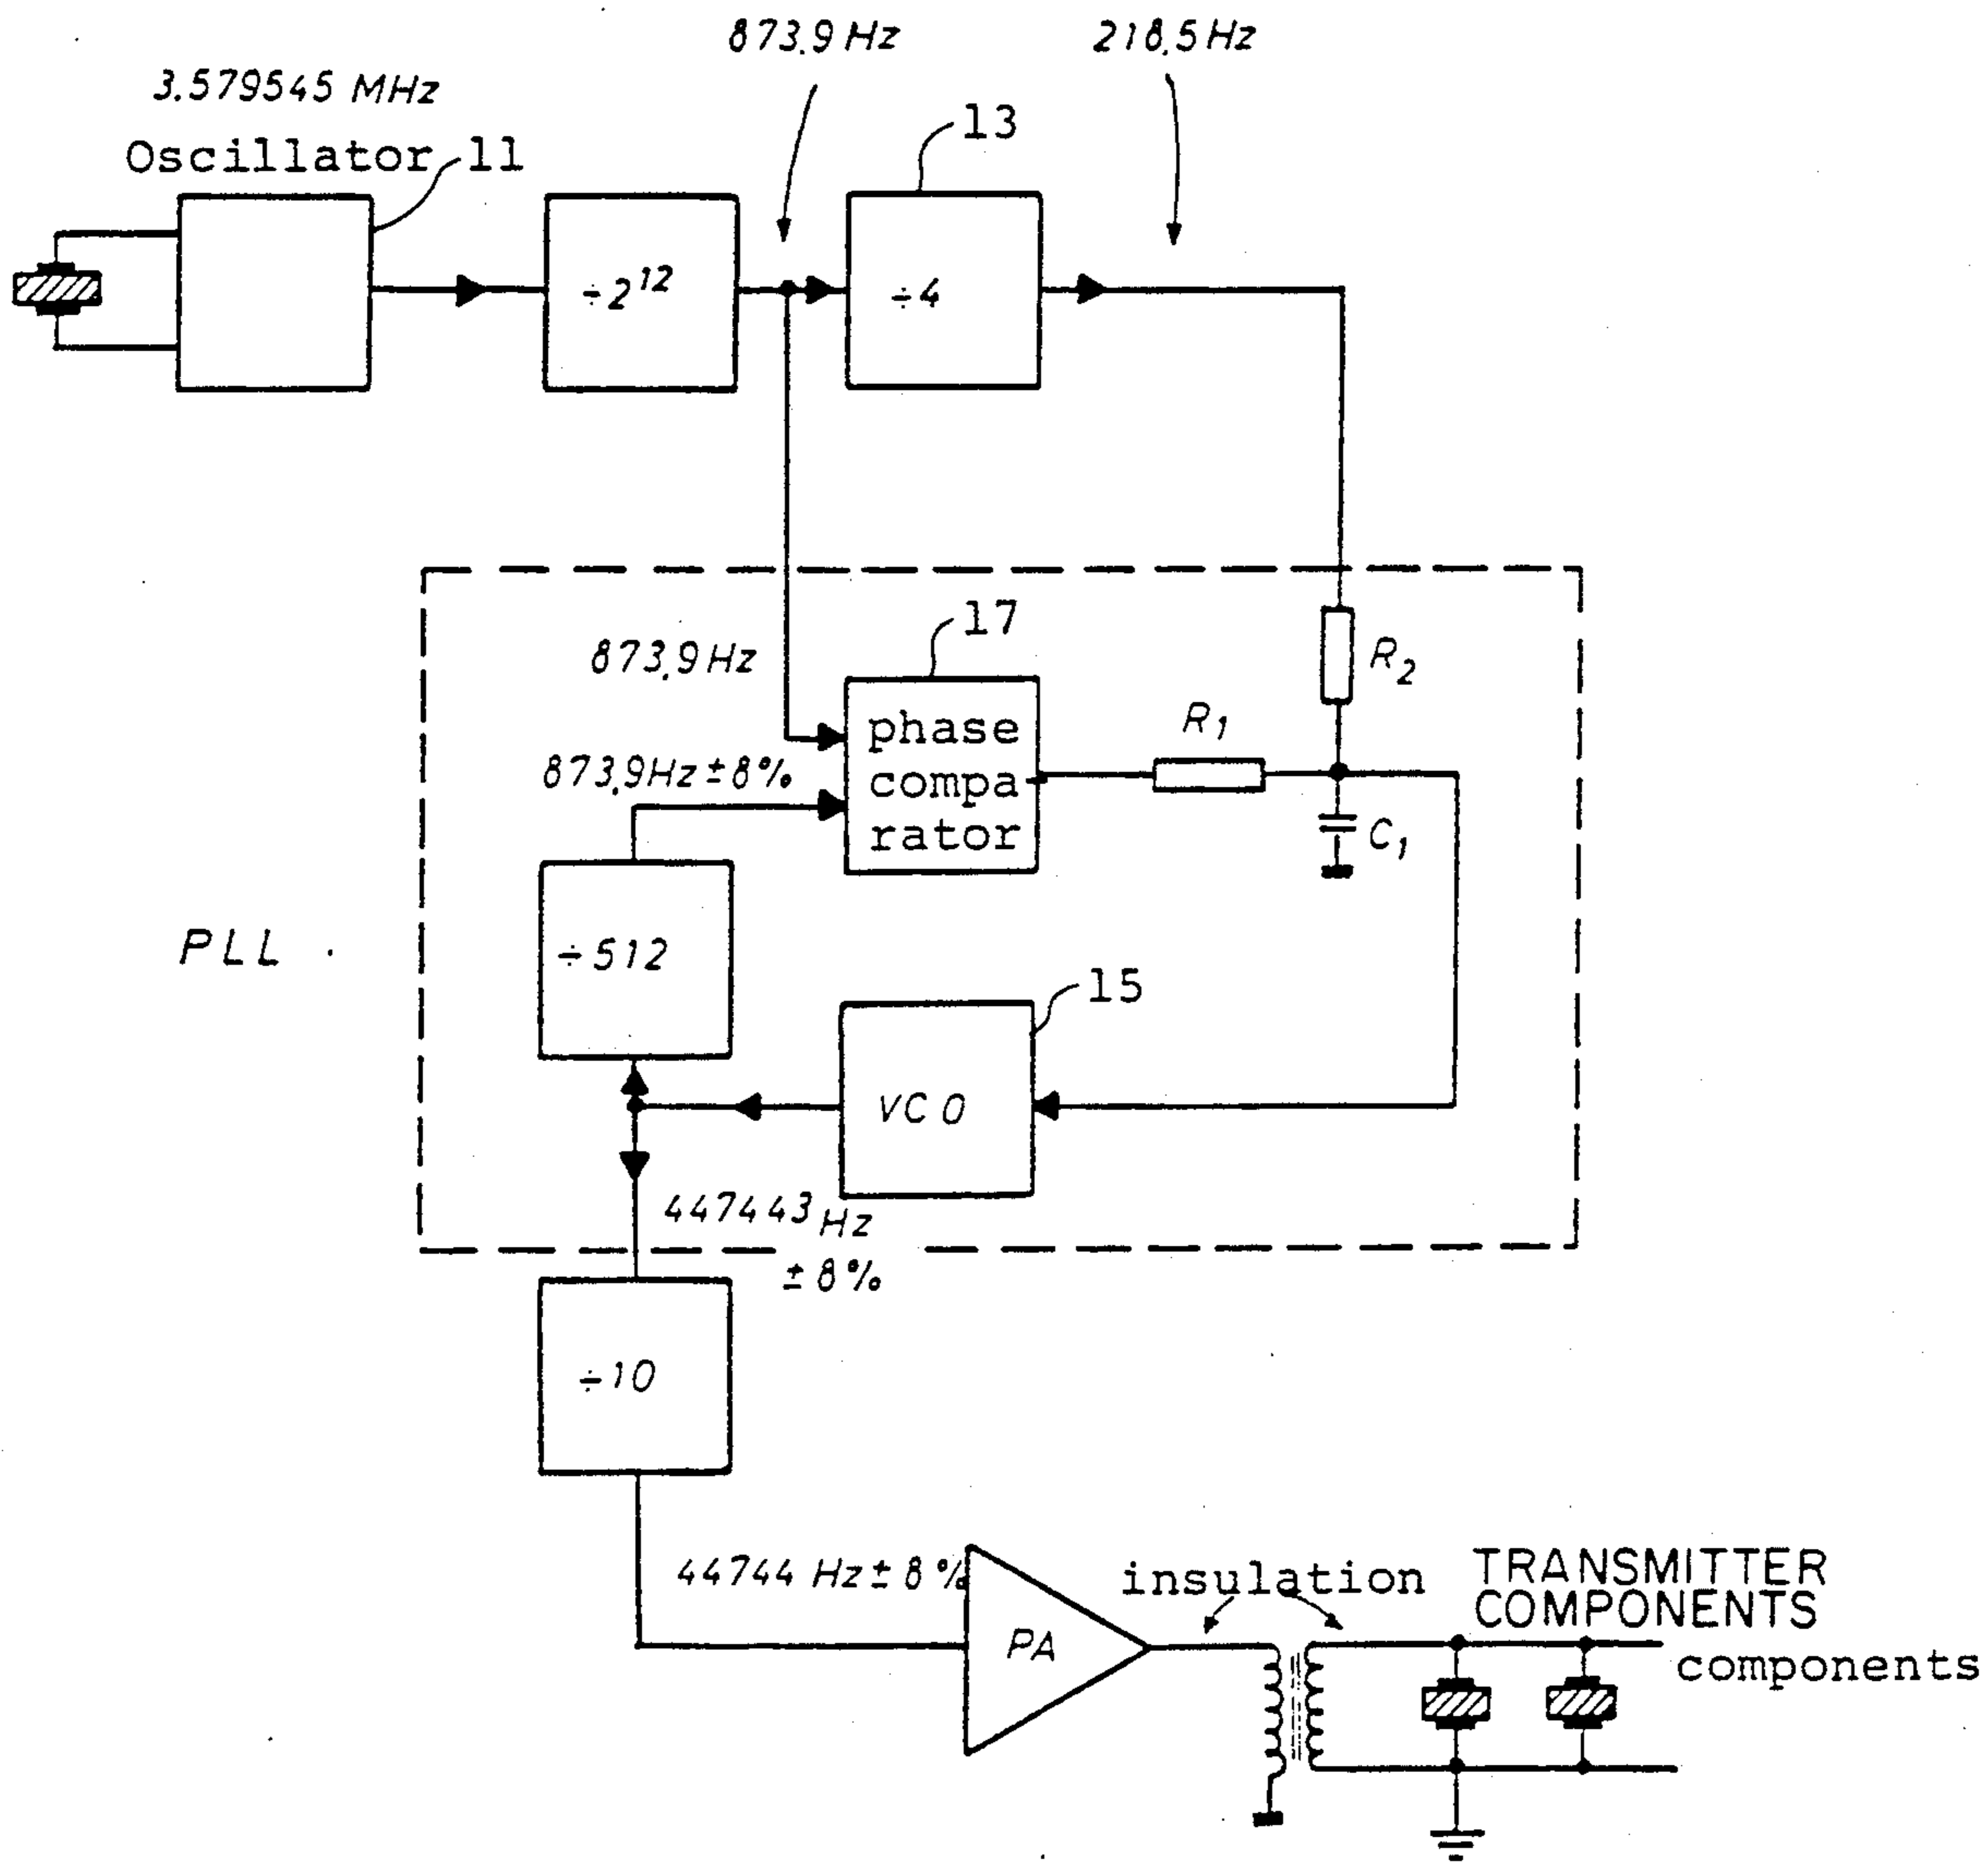 873.9 Hz
218.5 Hz
3.579545 MHz
Oscillator 11
13
÷2¹²
÷4
17
873.9 Hz
R₂
phase
compa
rator
R₁
873.9Hz ± 8%
C₁
÷512
PLL
15
VCO
447443 Hz
± 8%
÷10
44744 Hz ± 8%
PA
insulation
TRANSMITTER
COMPONENTS
components